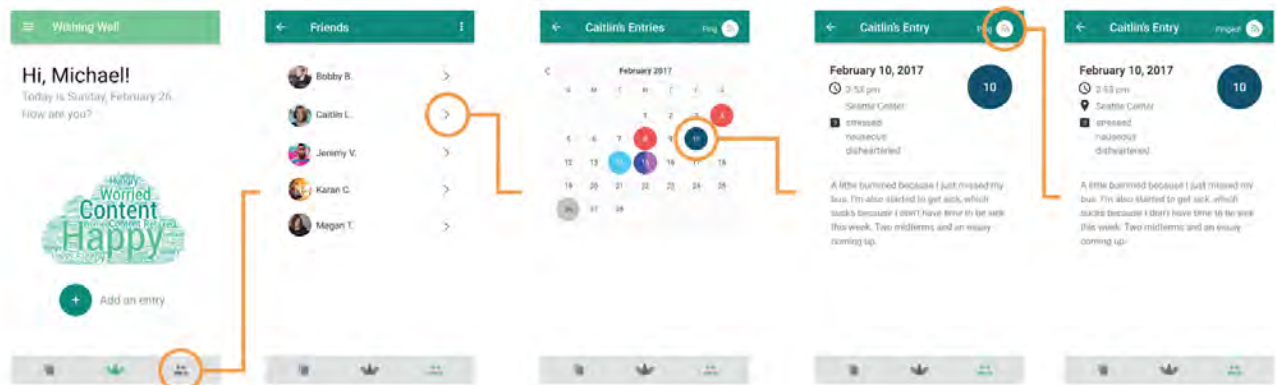 Wishing Well
Hi, Michael!
Today is Sunday, February 26.
How are you?
Hungry
Worried
Content
Happy
Add an entry
Friends
Bobby B.
Caitlin L.
Jeremy V.
Karan C.
Megan T.
Caitlin's Entries
Ping
February 2017
S M T W T F S
1 2 3 4
5 6 7 8 9 10 11
12 13 14 15 16 17 18
19 20 21 22 23 24 25
26 27 28
Caitlin's Entry
Ping
February 10, 2017
2:53 pm
Seattle Center
stressed
nauseous
disheartened
10
A little bummed because I just missed my
bus. I'm also started to get sick, which
sucks because I don't have time to be sick
this week. Two midterms and an essay
coming up.
Caitlin's Entry
Pinged
February 10, 2017
2:53 pm
Seattle Center
stressed
nauseous
disheartened
10
A little bummed because I just missed my
bus. I'm also started to get sick, which
sucks because I don't have time to be sick
this week. Two midterms and an essay
coming up.